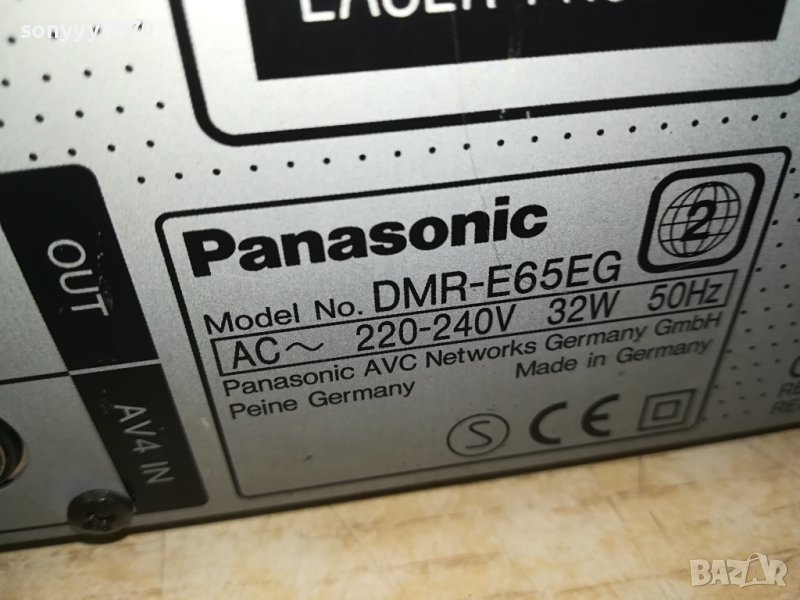 Panasonic
2
Model No. DMR-E65EG
AC~ 220-240V 32W 50Hz
Panasonic AVC Networks Germany GmbH
Peine Germany Made in Germany
S CE
OUT
AV4 IN
BAZAR